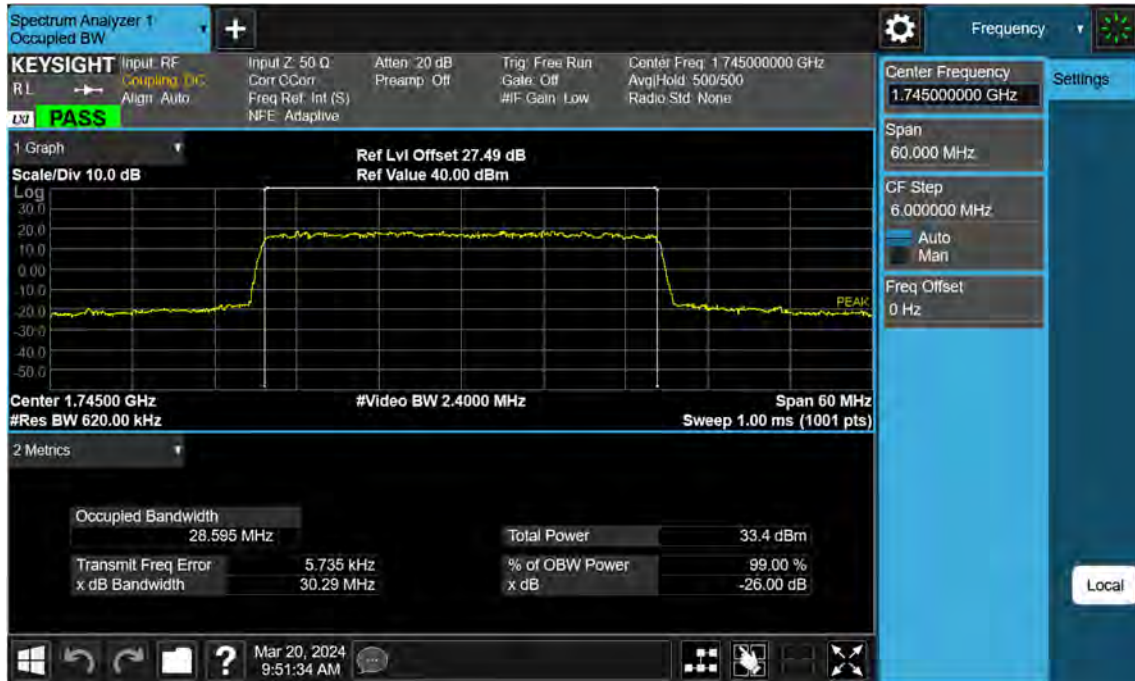 Spectrum Analyzer 1
Occupied BW
+
Frequency
KEYSIGHT
RL
LXI
PASS
Input: RF
Coupling: DC
Align: Auto
Input Z: 50 Ω
Corr CCorr
Freq Ref: Int (S)
NFE: Adaptive
Atten: 20 dB
Preamp: Off
Trig: Free Run
Gate: Off
#IF Gain: Low
Center Freq: 1.745000000 GHz
Avg|Hold: 500/500
Radio Std: None
Center Frequency
1.745000000 GHz
Settings
Span
60.000 MHz
CF Step
6.000000 MHz
Auto
Man
Freq Offset
0 Hz
1 Graph
Scale/Div 10.0 dB
Ref Lvl Offset 27.49 dB
Ref Value 40.00 dBm
Log
30.0
20.0
10.0
0.00
-10.0
-20.0
-30.0
-40.0
-50.0
PEAK
Center 1.74500 GHz
#Video BW 2.4000 MHz
Span 60 MHz
#Res BW 620.00 kHz
Sweep 1.00 ms (1001 pts)
2 Metrics
Occupied Bandwidth
28.595 MHz
Total Power 33.4 dBm
Transmit Freq Error 5.735 kHz
% of OBW Power 99.00 %
x dB Bandwidth 30.29 MHz
x dB -26.00 dB
Local
?
Mar 20, 2024
9:51:34 AM